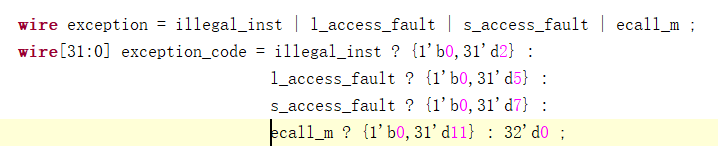 wire exception = illegal_inst | l_access_fault | s_access_fault | ecall_m ;
wire[31:0] exception_code = illegal_inst ? {1'b0,31'd2} :
l_access_fault ? {1'b0,31'd5} :
s_access_fault ? {1'b0,31'd7} :
ecall_m ? {1'b0,31'd11} : 32'd0 ;